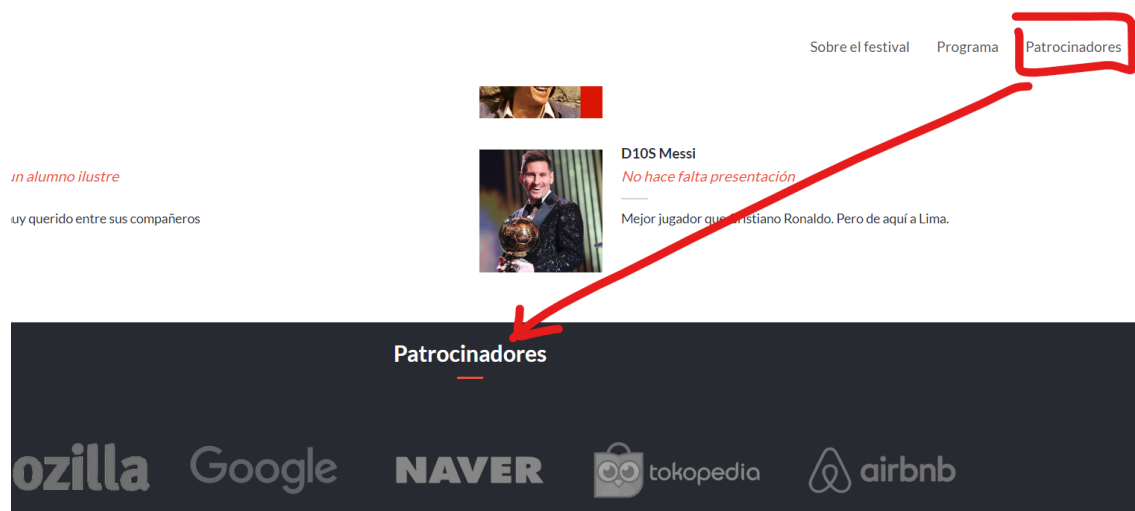 Sobre el festival Programa Patrocinadores
D10S Messi
un alumno ilustre No hace falta presentación
uy querido entre sus compañeros Mejor jugador que Cristiano Ronaldo. Pero de aquí a Lima.
Patrocinadores
ozilla Google NAVER tokopedia airbnb